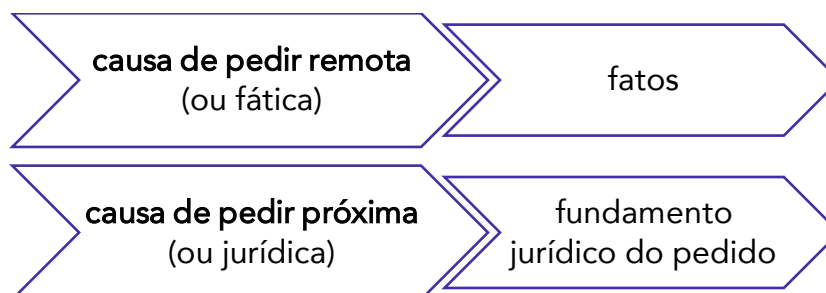 causa de pedir remota
(ou fática)
fatos
causa de pedir próxima
(ou jurídica)
fundamento
jurídico do pedido